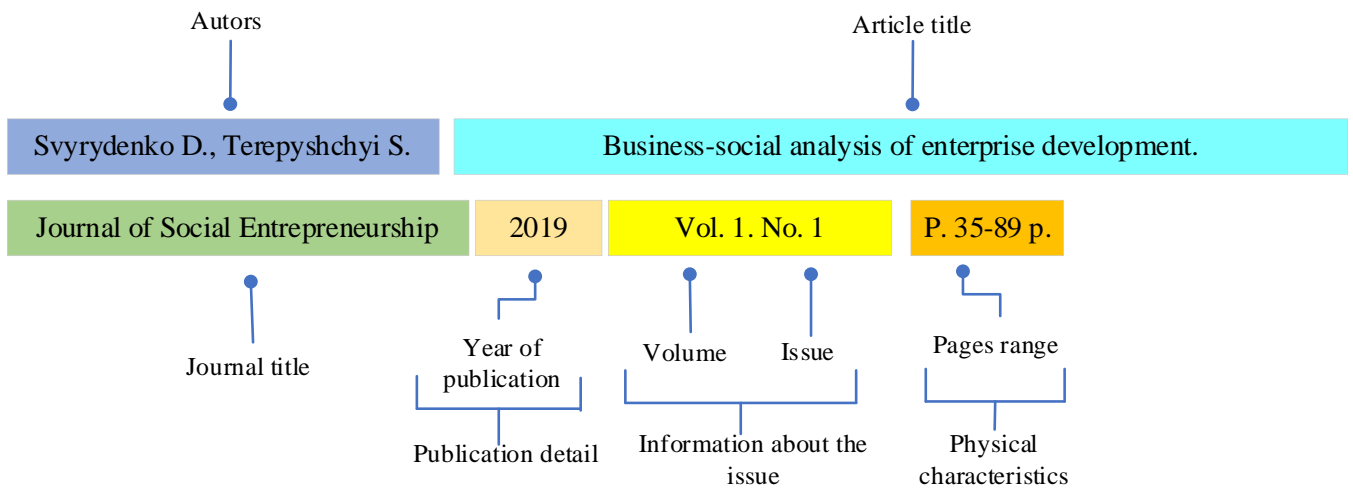 Autors
Article title
Svyrydenko D., Terepyshchyi S.
Business-social analysis of enterprise development.
Journal of Social Entrepreneurship
2019
Vol. 1. No. 1
P. 35-89 p.
Journal title
Year of
publication
Volume
Issue
Pages range
Publication detail
Information about the
issue
Physical
characteristics